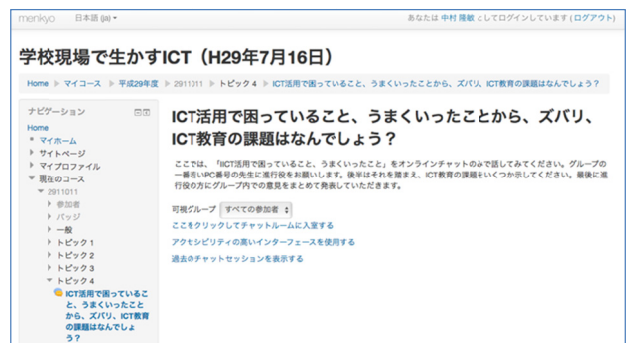 menkyo 日本語 (ja) あなたは 中村 隆敏 としてログインしています (ログアウト)
学校現場で生かすICT（H29年7月16日）
Home マイコース 平成29年度 2911011 トピック 4 ICT活用で困っていること、うまくいったことから、ズバリ、ICT教育の課題はなんでしょう？
ナビゲーション
Home
マイホーム
サイトページ
マイプロファイル
現在のコース
2911011
参加者
バッジ
一般
トピック 1
トピック 2
トピック 3
トピック 4
ICT活用で困っているこ
と、うまくいったこと
から、ズバリ、ICT教育
の課題はなんでしょ
う？
ICT活用で困っていること、うまくいったことから、ズバリ、
ICT教育の課題はなんでしょう？
ここでは、「ICT活用で困っていること、うまくいったこと」をオンラインチャットのみで話してみてください。グループの
一番若いPC番号の先生に進行役をお願いします。後半はそれを踏まえ、ICT教育の課題をいくつか示してください。最後に進
行役の方にグループ内での意見をまとめて発表していただきます。
可視グループ すべての参加者
ここをクリックしてチャットルームに入室する
アクセシビリティの高いインターフェースを使用する
過去のチャットセッションを表示する